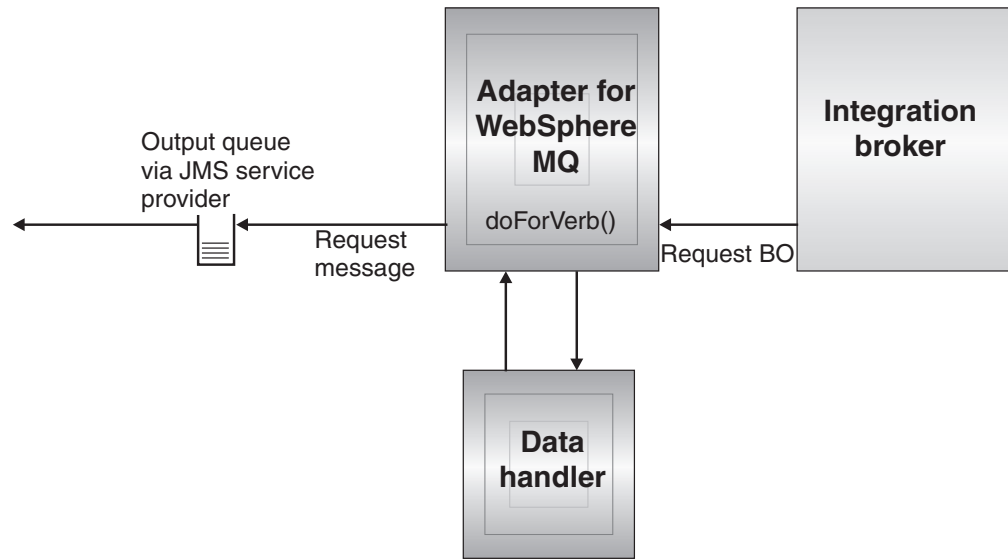 Adapter for
WebSphere
MQ
doForVerb()
Integration
broker
Output queue
via JMS service
provider
Request
message
Request BO
Data
handler